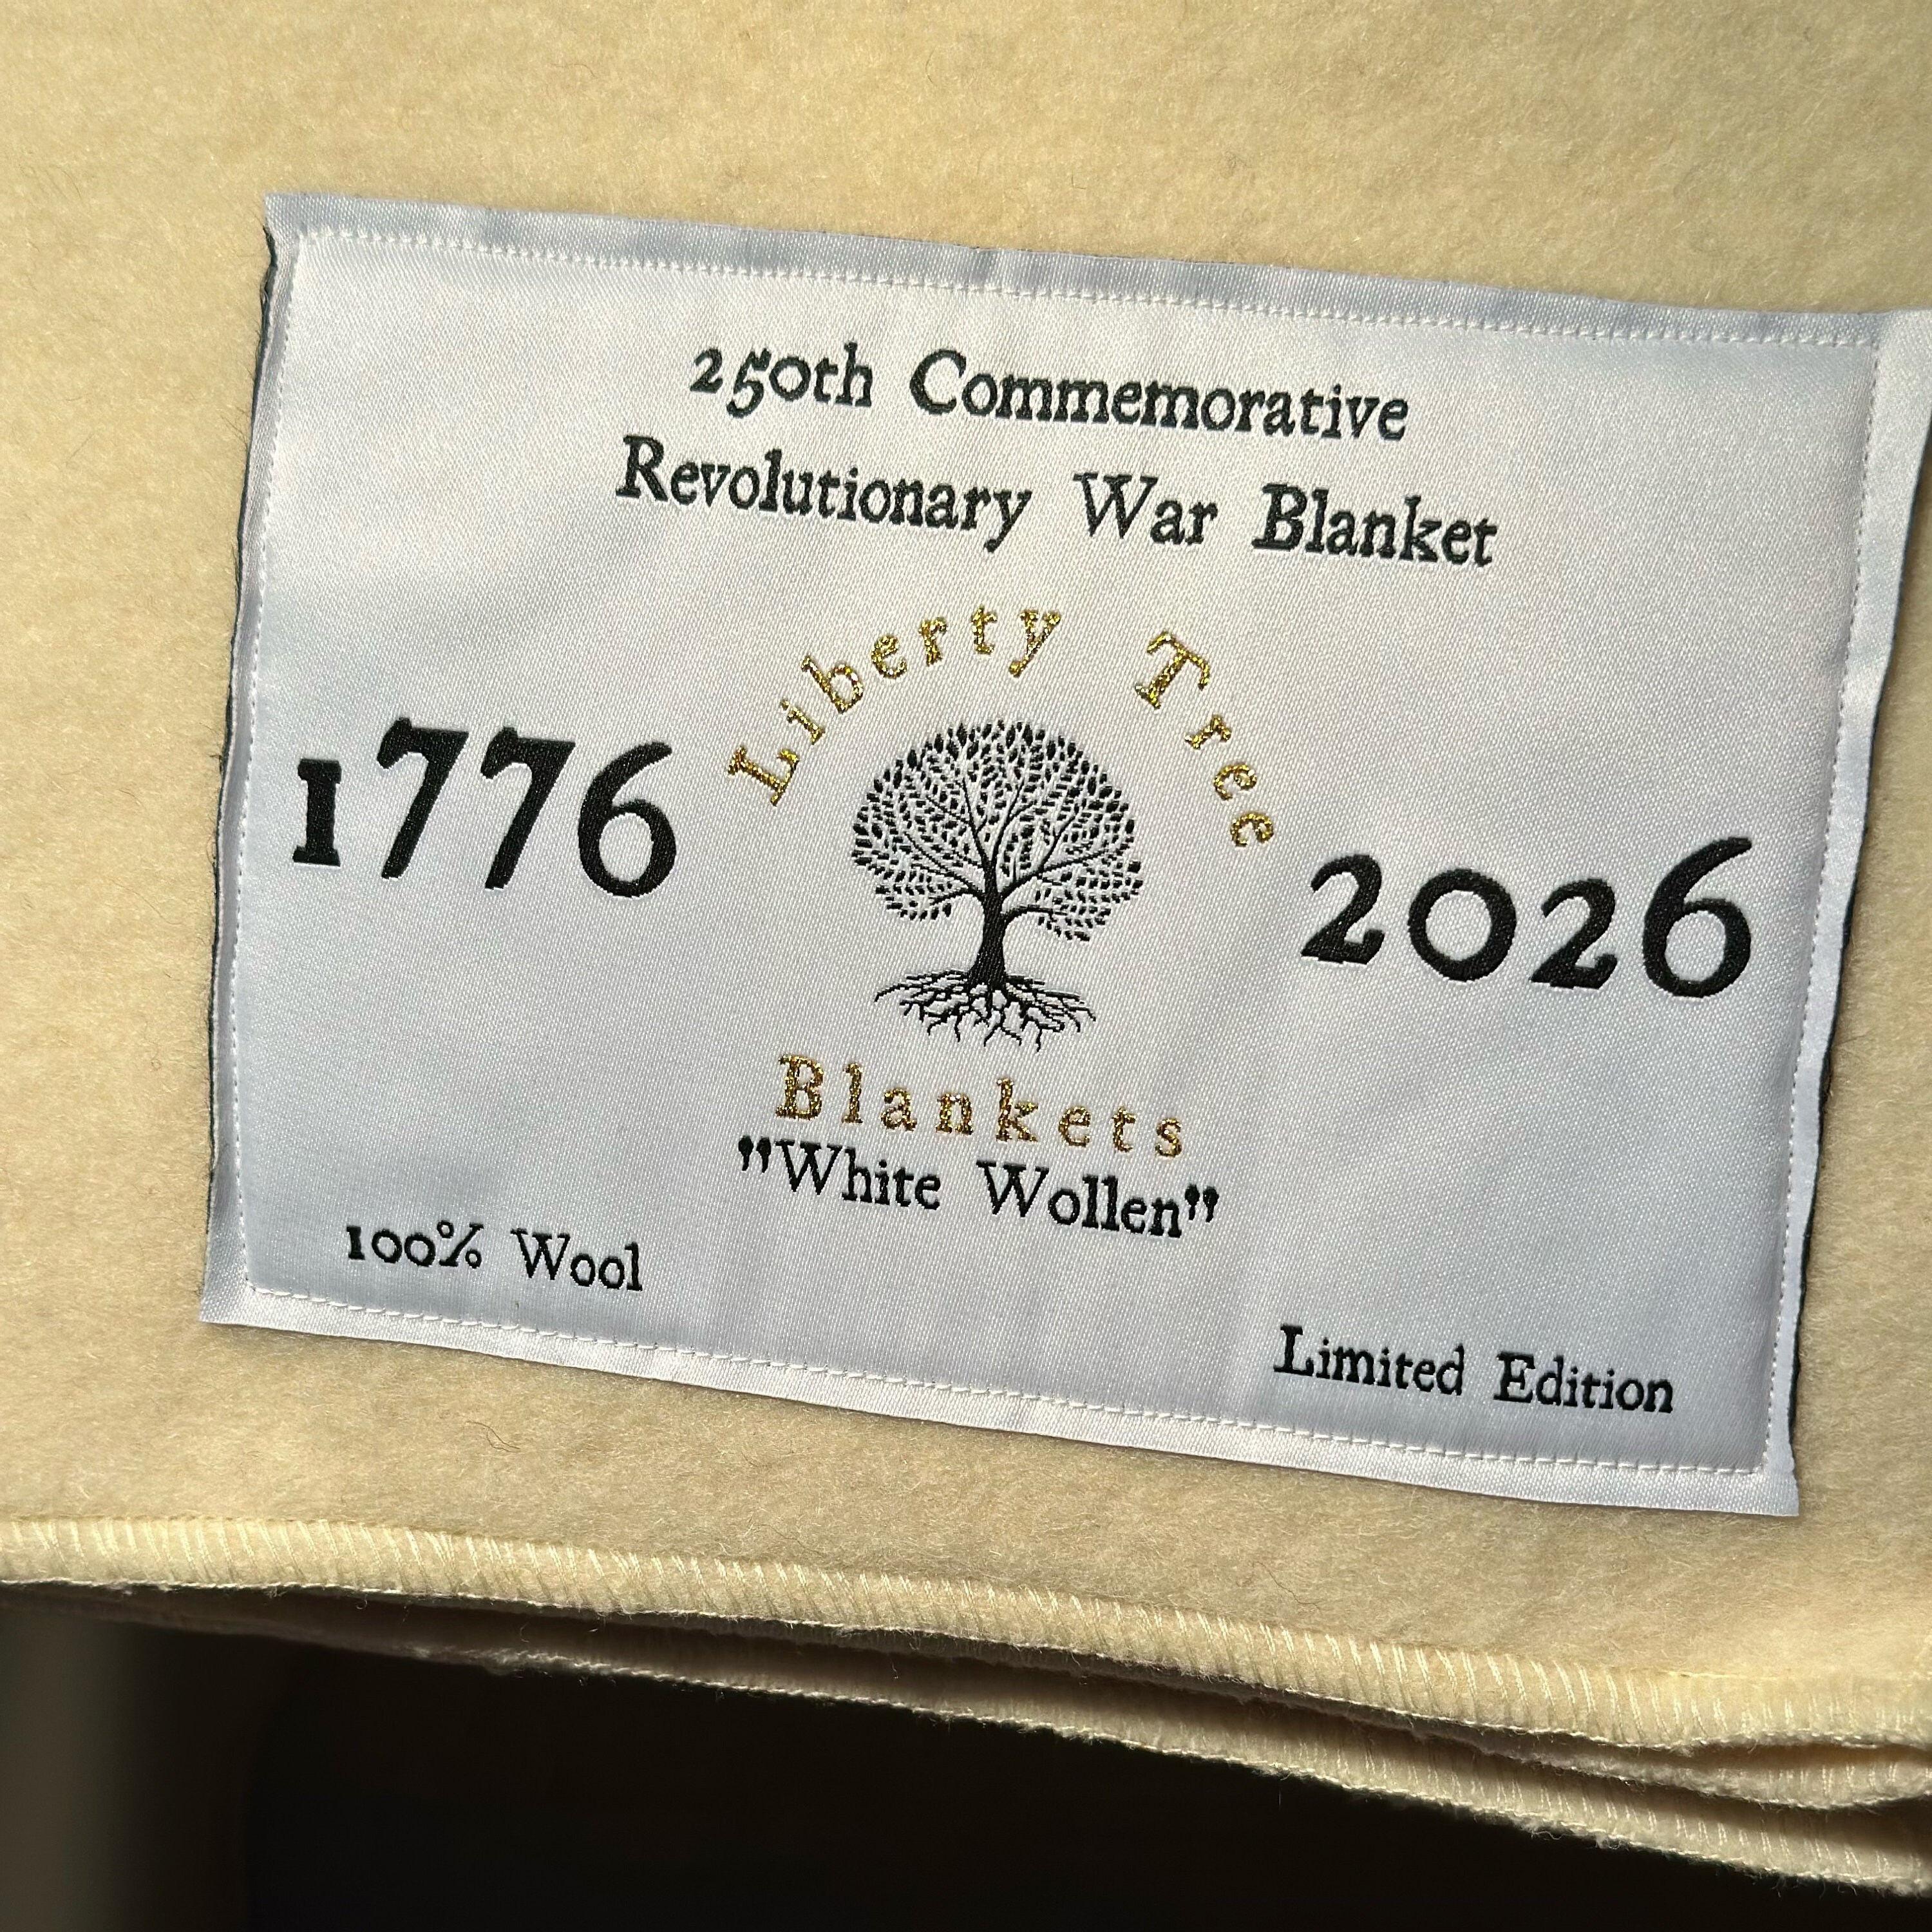 250th Commemorative
Revolutionary War Blanket
Liberty Tree
1776
2026
Blankets
"White Wollen"
100% Wool
Limited Edition